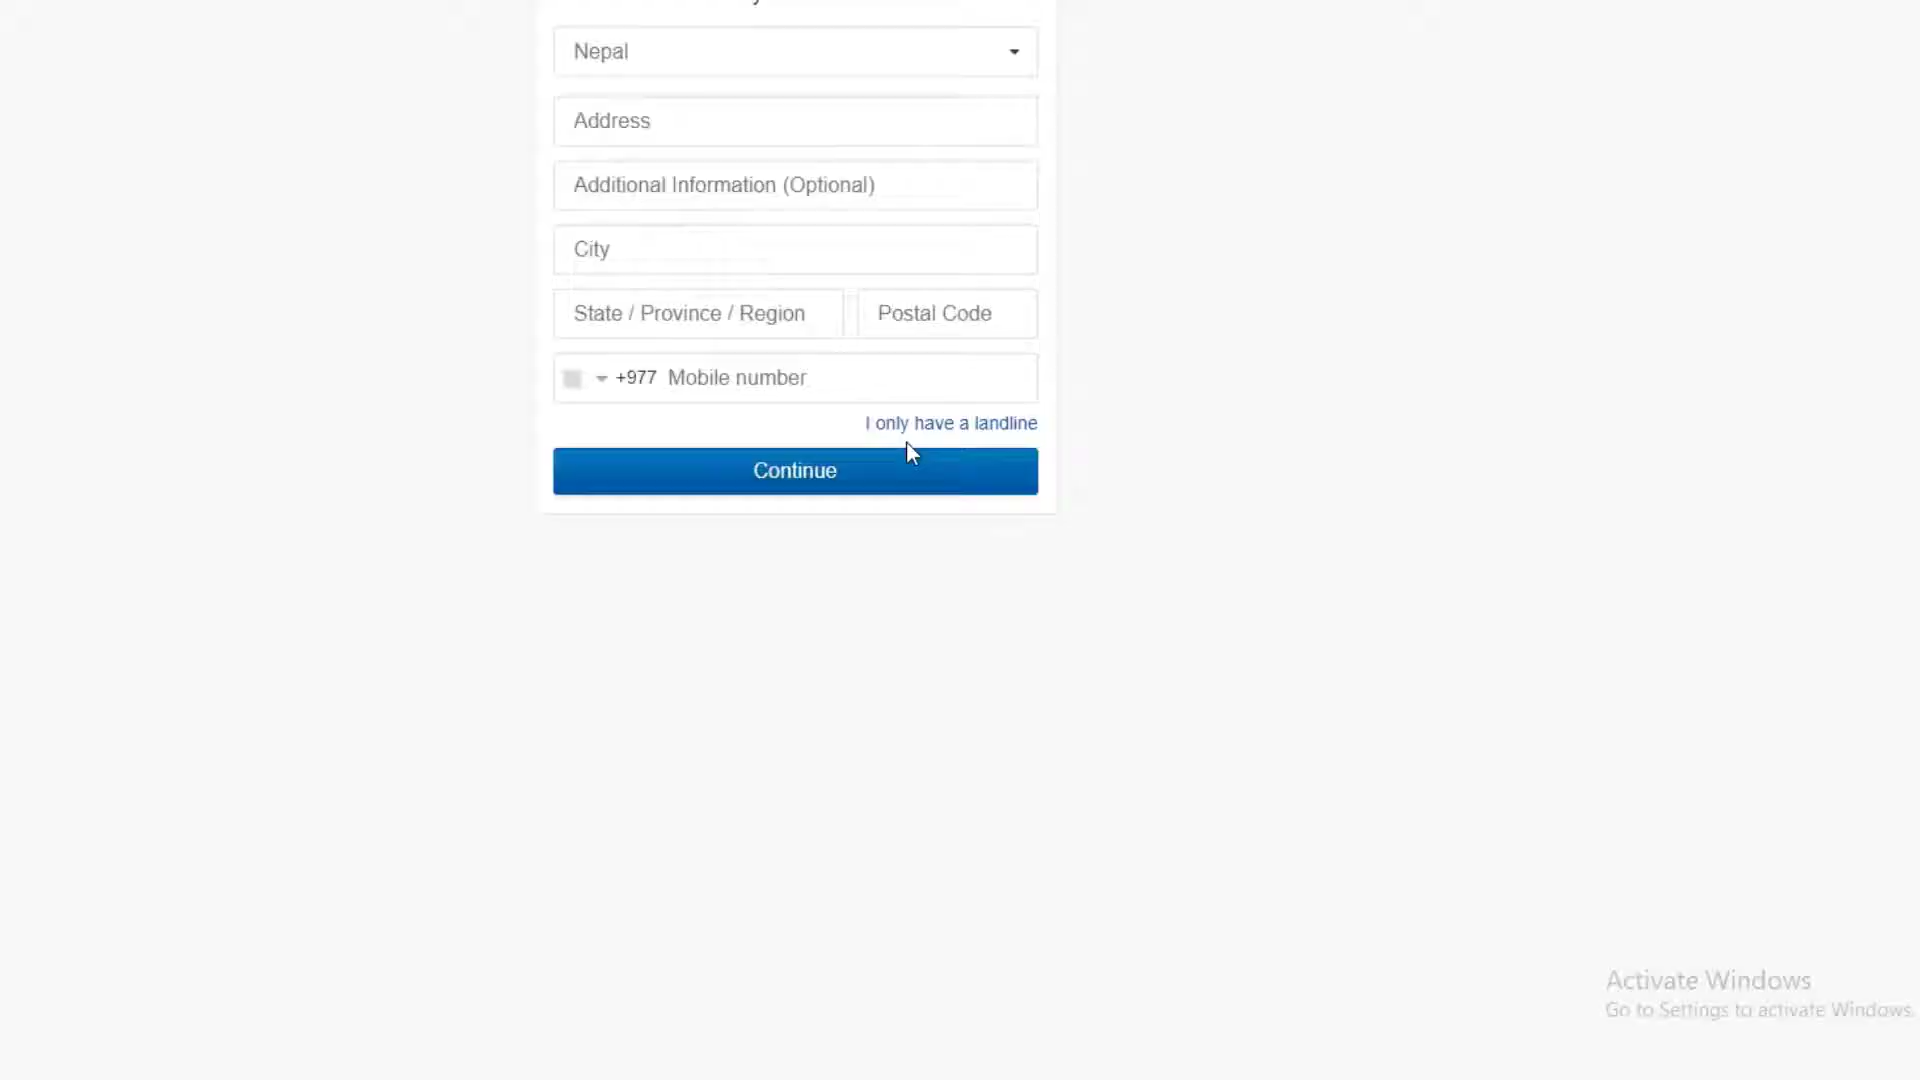 Nepal
Address
Additional Information (Optional)
City
State / Province / Region
Postal Code
+977 Mobile number
I only have a landline
Continue
Activate Windows
Go to Settings to activate Windows.